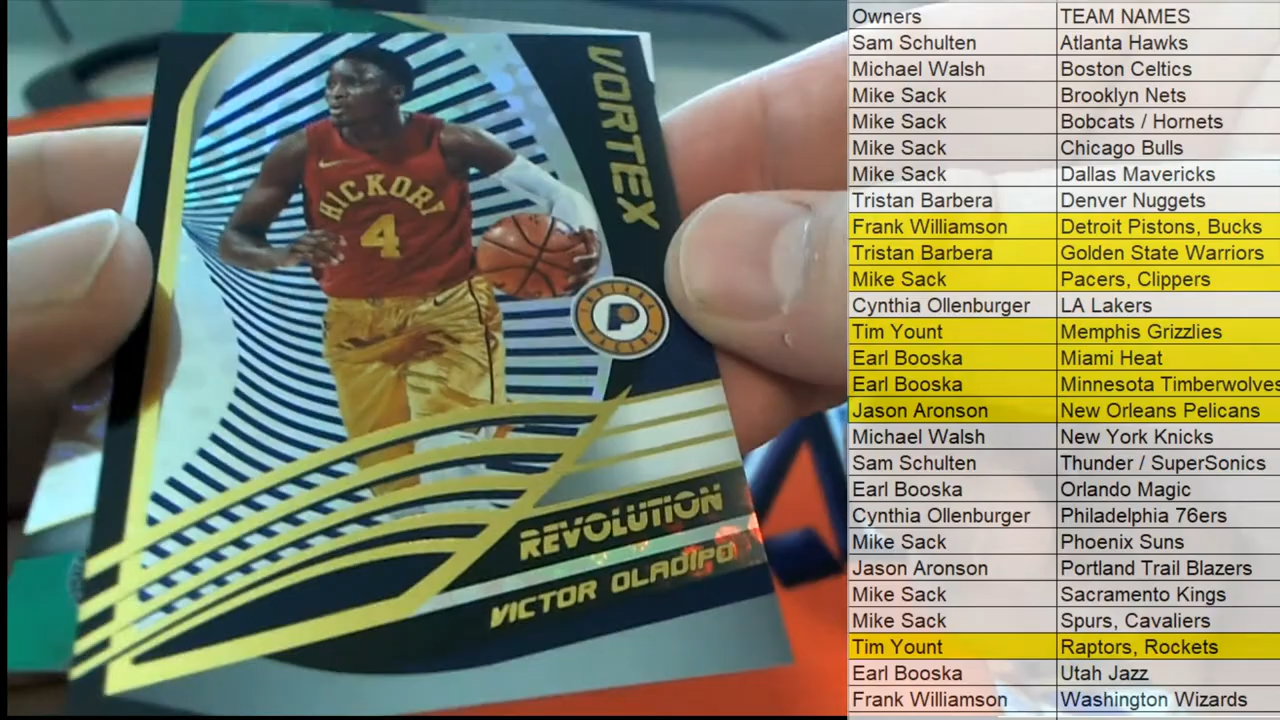 VORTEX
HICKORY
4
INDIANA
P
PACERS
REVOLUTION
VICTOR OLADIPO
Owners TEAM NAMES
Sam Schulten Atlanta Hawks
Michael Walsh Boston Celtics
Mike Sack Brooklyn Nets
Mike Sack Bobcats / Hornets
Mike Sack Chicago Bulls
Mike Sack Dallas Mavericks
Tristan Barbera Denver Nuggets
Frank Williamson Detroit Pistons, Bucks
Tristan Barbera Golden State Warriors
Mike Sack Pacers, Clippers
Cynthia Ollenburger LA Lakers
Tim Yount Memphis Grizzlies
Earl Booska Miami Heat
Earl Booska Minnesota Timberwolves
Jason Aronson New Orleans Pelicans
Michael Walsh New York Knicks
Sam Schulten Thunder / SuperSonics
Earl Booska Orlando Magic
Cynthia Ollenburger Philadelphia 76ers
Mike Sack Phoenix Suns
Jason Aronson Portland Trail Blazers
Mike Sack Sacramento Kings
Mike Sack Spurs, Cavaliers
Tim Yount Raptors, Rockets
Earl Booska Utah Jazz
Frank Williamson Washington Wizards